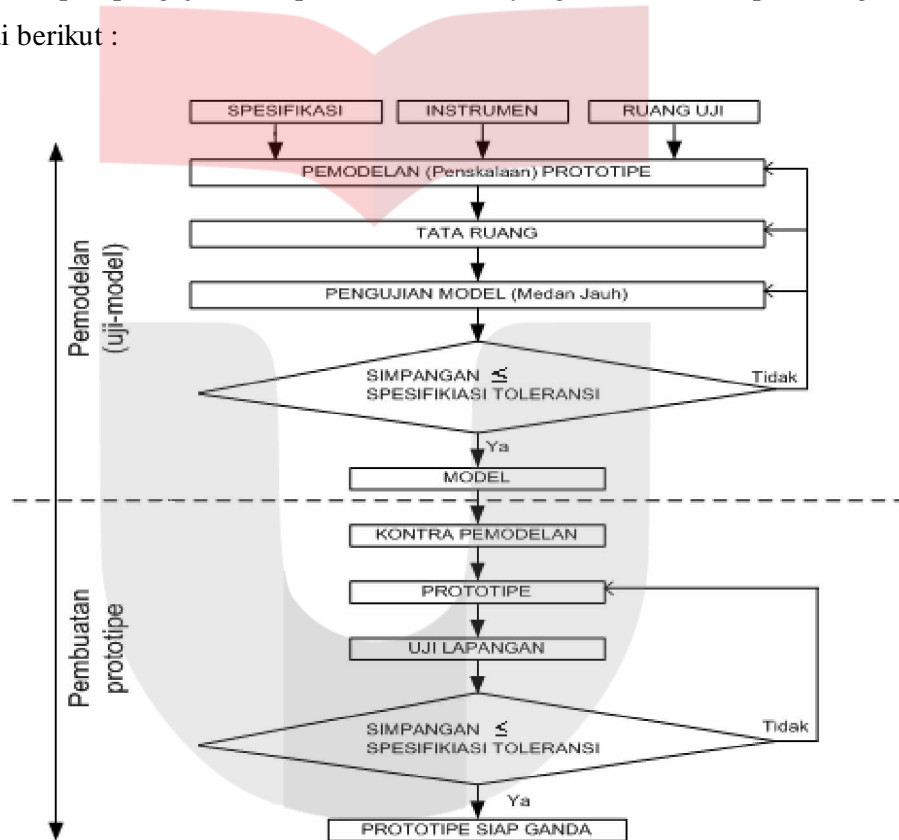 i berikut :
SPESIFIKASI
INSTRUMEN
RUANG UJI
PEMODELAN (Penskalaan) PROTOTIPE
TATA RUANG
PENGUJIAN MODEL (Medan Jauh)
Pemodelan
(uji-model)
SIMPANGAN ≤
SPESIFIKIASI TOLERANSI
Tidak
Ya
MODEL
KONTRA PEMODELAN
PROTOTIPE
UJI LAPANGAN
Pembuatan
prototipe
SIMPANGAN ≤
SPESIFIKIASI TOLERANSI
Tidak
Ya
PROTOTIPE SIAP GANDA